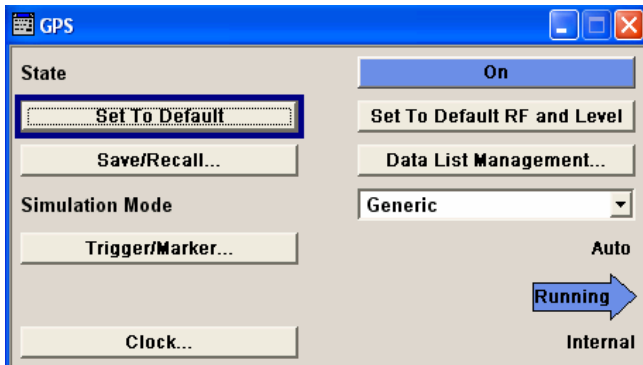 GPS
State
On
Set To Default
Set To Default RF and Level
Save/Recall...
Data List Management...
Simulation Mode
Generic
Trigger/Marker...
Auto
Running
Clock...
Internal